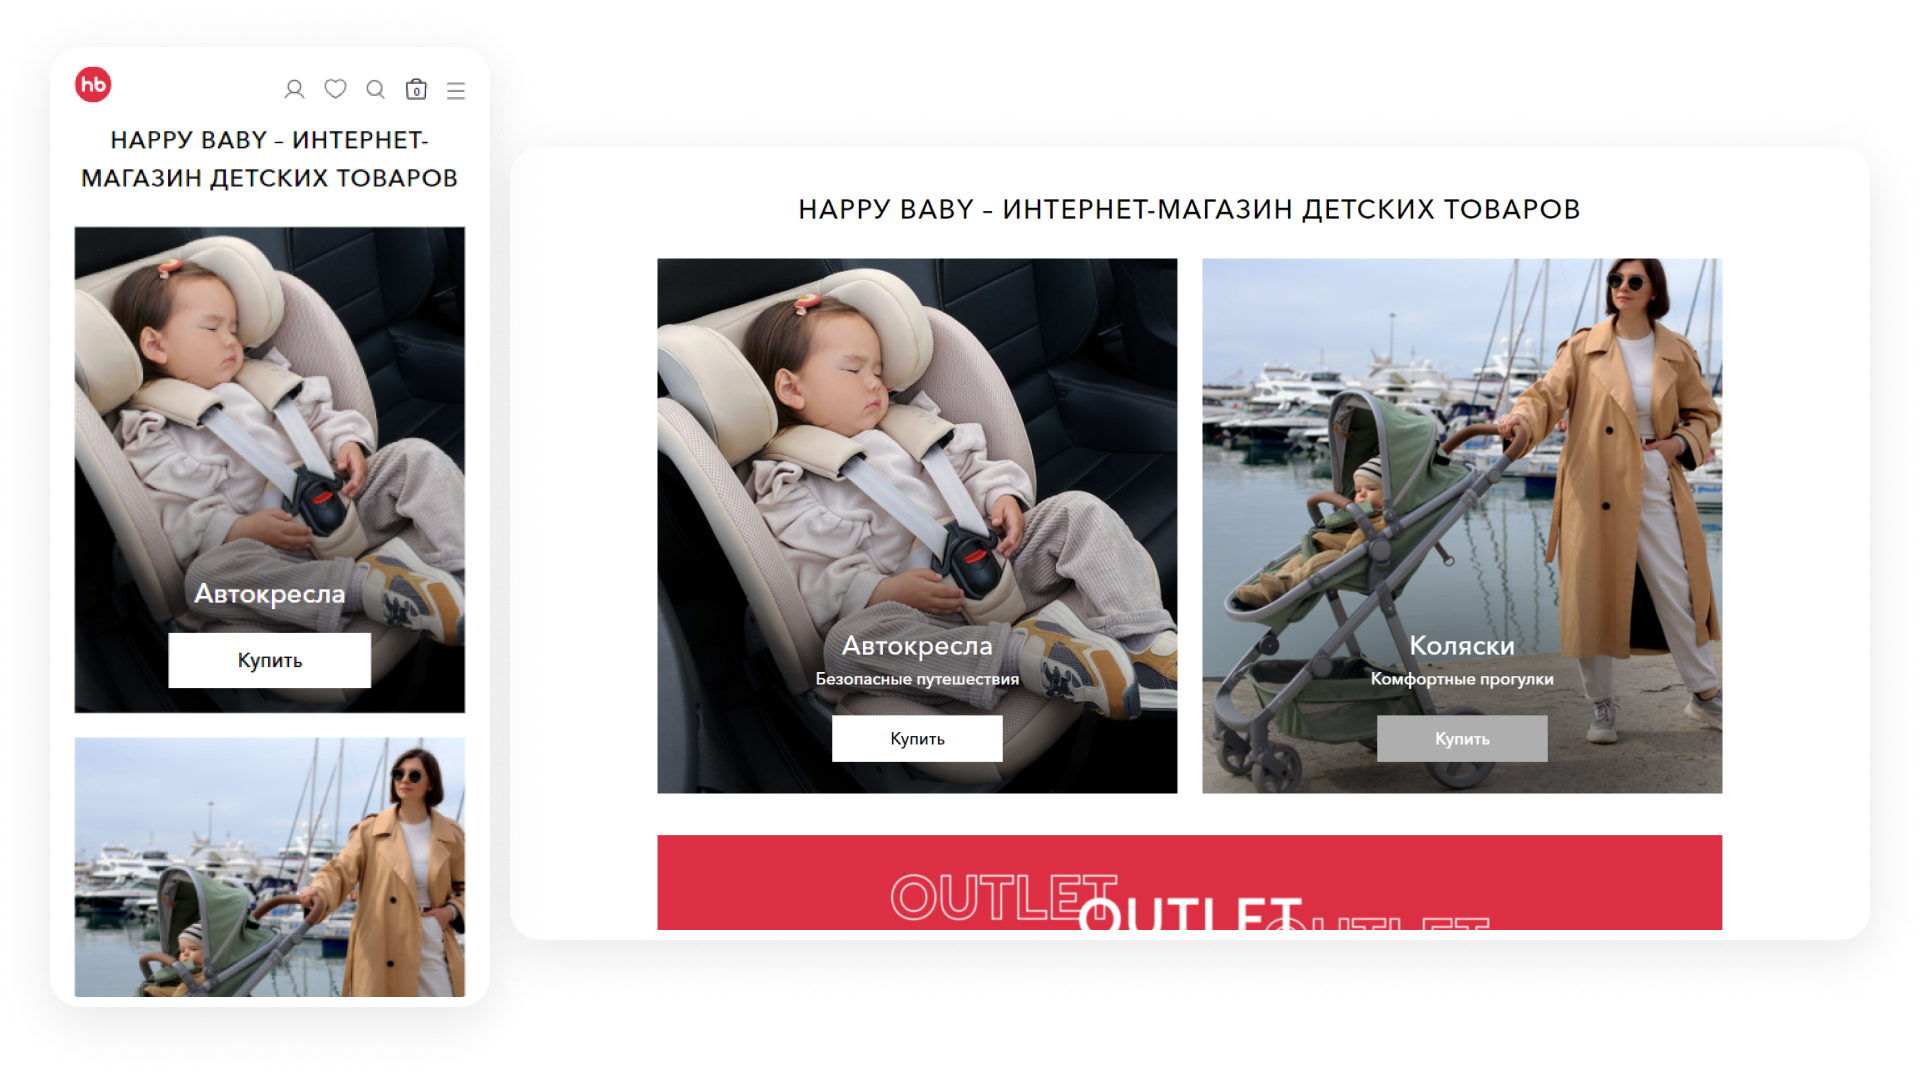 hb
0
HAPPY BABY – ИНТЕРНЕТ-
МАГАЗИН ДЕТСКИХ ТОВАРОВ
Автокресла
Купить
HAPPY BABY – ИНТЕРНЕТ-МАГАЗИН ДЕТСКИХ ТОВАРОВ
Автокресла
Безопасные путешествия
Купить
Коляски
Комфортные прогулки
Купить
OUTLET
OUTLET
OUTLET